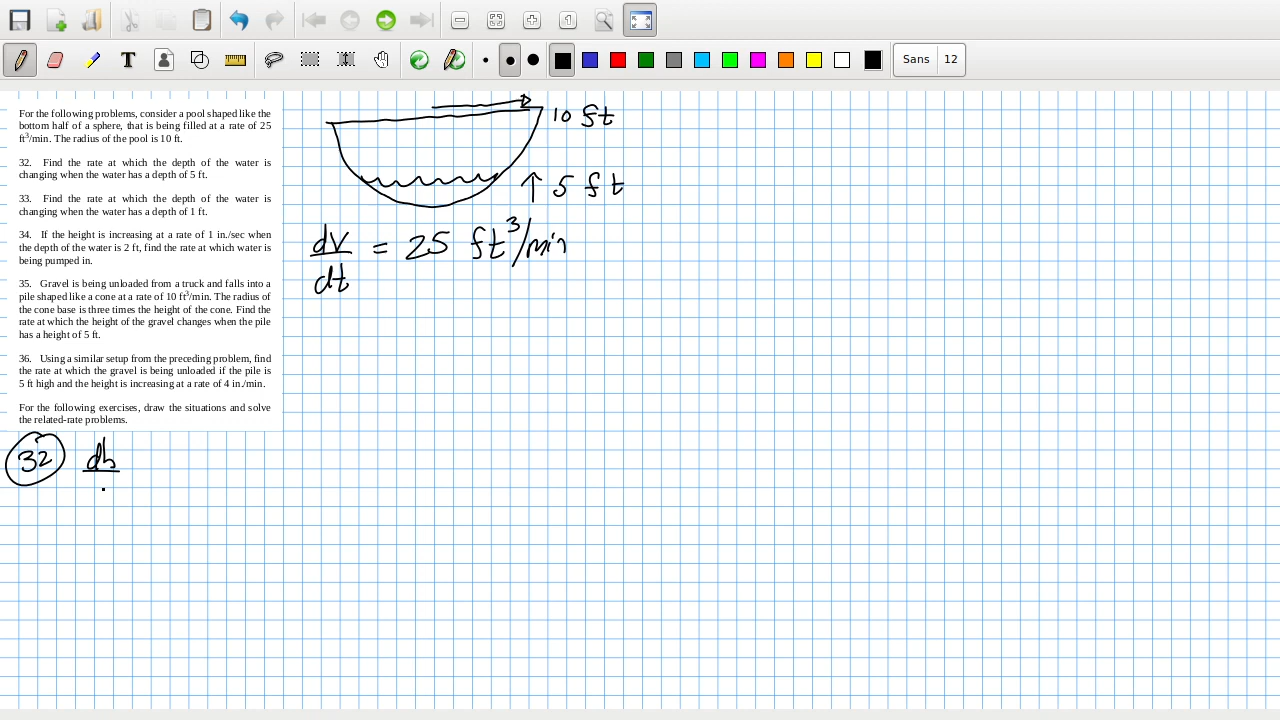 Sans 12
For the following problems, consider a pool shaped like the
bottom half of a sphere, that is being filled at a rate of 25
ft³/min. The radius of the pool is 10 ft.
32. Find the rate at which the depth of the water is
changing when the water has a depth of 5 ft.
33. Find the rate at which the depth of the water is
changing when the water has a depth of 1 ft.
34. If the height is increasing at a rate of 1 in./sec when
the depth of the water is 2 ft, find the rate at which water is
being pumped in.
35. Gravel is being unloaded from a truck and falls into a
pile shaped like a cone at a rate of 10 ft³/min. The radius of
the cone base is three times the height of the cone. Find the
rate at which the height of the gravel changes when the pile
has a height of 5 ft.
36. Using a similar setup from the preceding problem, find
the rate at which the gravel is being unloaded if the pile is
5 ft high and the height is increasing at a rate of 4 in./min.
For the following exercises, draw the situations and solve
the related-rate problems.
10 ft
5 ft
dV/dt = 25 ft³/min
32 dh